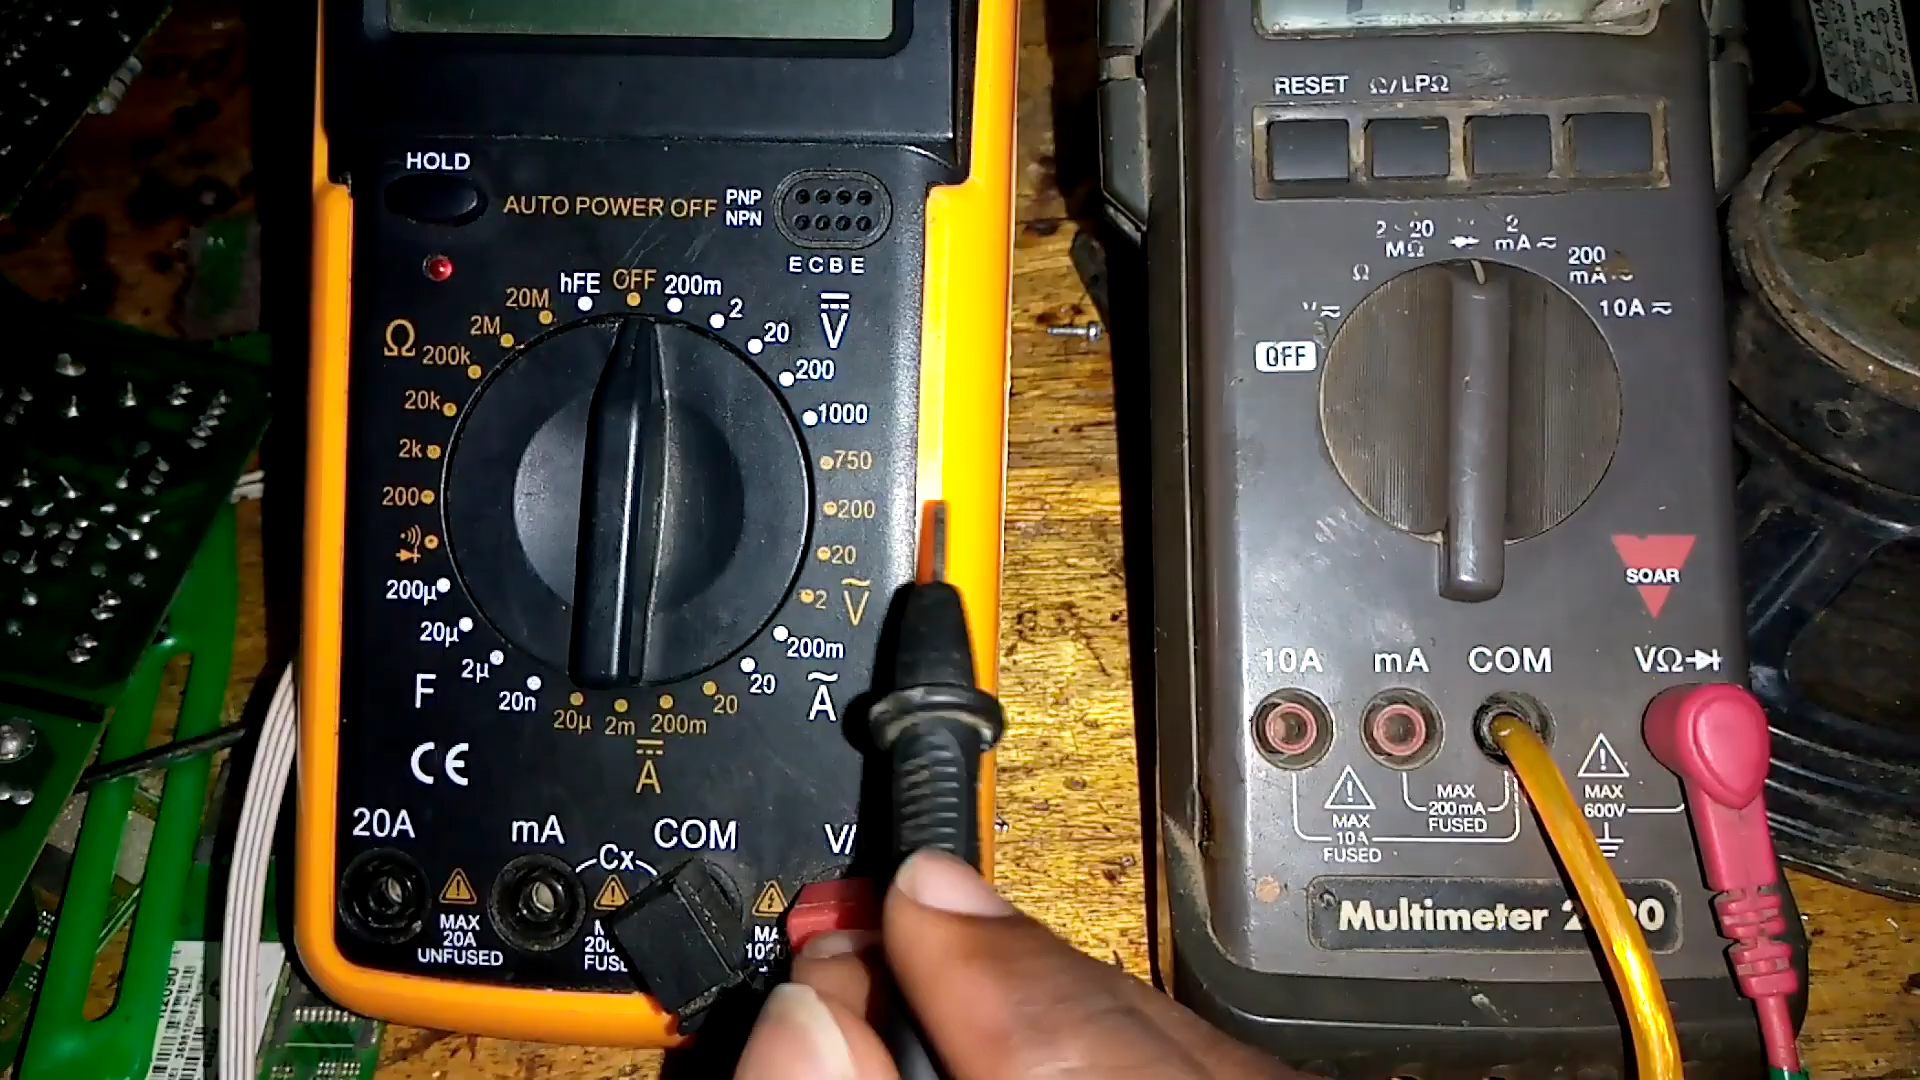 HOLD
AUTO POWER OFF
PNP
NPN
E C B E
hFE
OFF
200m
2
20
200
1000
V
750
200
20
2
V
200m
20
A
20
200m
2m
20µ
A
20n
2µ
20µ
200µ
F
200
2k
20k
200k
2M
20M
Ω
CE
20A
mA
COM
V/
Cx
MAX
20A
UNFUSED
RESET Ω/LPΩ
OFF
Ω
MΩ
2
mA
200
mA
10A
SOAR
10A mA COM VΩ
MAX
10A
FUSED
MAX
200mA
FUSED
MAX
600V
Multimeter